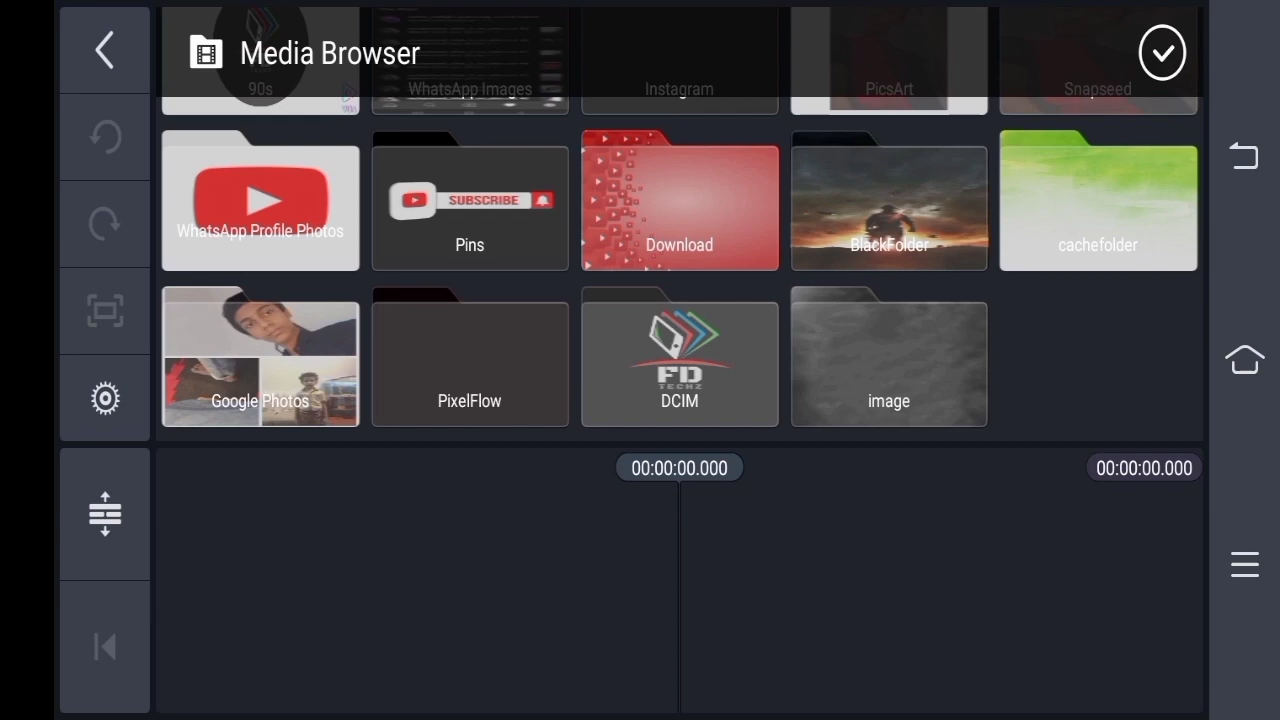 Media Browser
90s
WhatsApp Images
Instagram
PicsArt
Snapseed
WhatsApp Profile Photos
SUBSCRIBE
Pins
Download
BlackFolder
cachefolder
Google Photos
PixelFlow
FD
TECHZ
DCIM
image
00:00:00.000
00:00:00.000